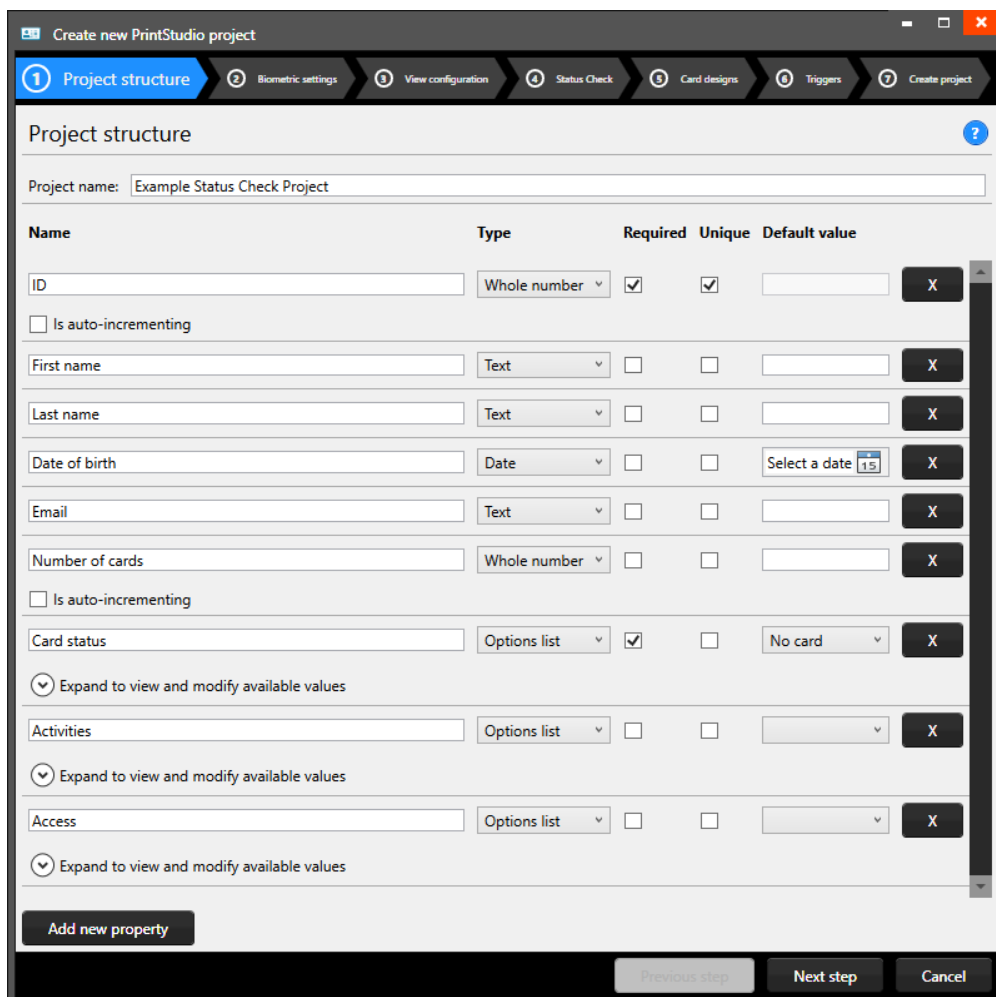 Create new PrintStudio project
1 Project structure 2 Biometric settings 3 View configuration 4 Status Check 5 Card designs 6 Triggers 7 Create project
Project structure ?
Project name: Example Status Check Project
Name Type Required Unique Default value
ID Whole number X
Is auto-incrementing
First name Text X
Last name Text X
Date of birth Date Select a date 15 X
Email Text X
Number of cards Whole number X
Is auto-incrementing
Card status Options list No card X
Expand to view and modify available values
Activities Options list X
Expand to view and modify available values
Access Options list X
Expand to view and modify available values
Add new property
Previous step Next step Cancel